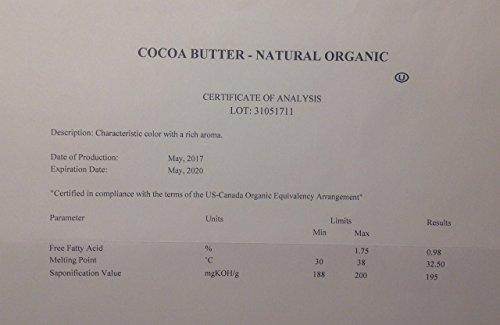 COCOA BUTTER - NATURAL ORGANIC
U
CERTIFICATE OF ANALYSIS
LOT: 31051711
Description: Characteristic color with a rich aroma.
Date of Production: May, 2017
Expiration Date: May, 2020
"Certified in compliance with the terms of the US-Canada Organic Equivalency Arrangement"
Parameter Units Limits Results
Min Max
Free Fatty Acid % 1.75 0.98
Melting Point °C 30 38 32.50
Saponification Value mgKOH/g 188 200 195